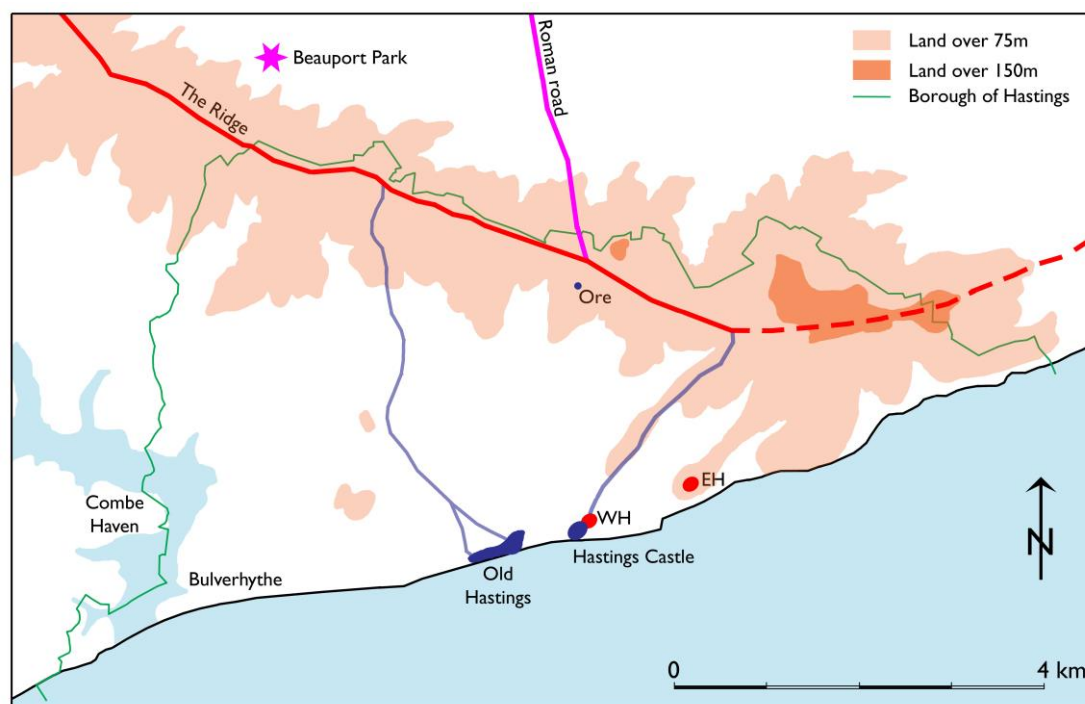 Beauport Park
Roman road
Land over 75m
Land over 150m
Borough of Hastings
The Ridge
Ore
EH
WH
Combe
Haven
Hastings Castle
Bulverhythe
Old
Hastings
N
0
4 km